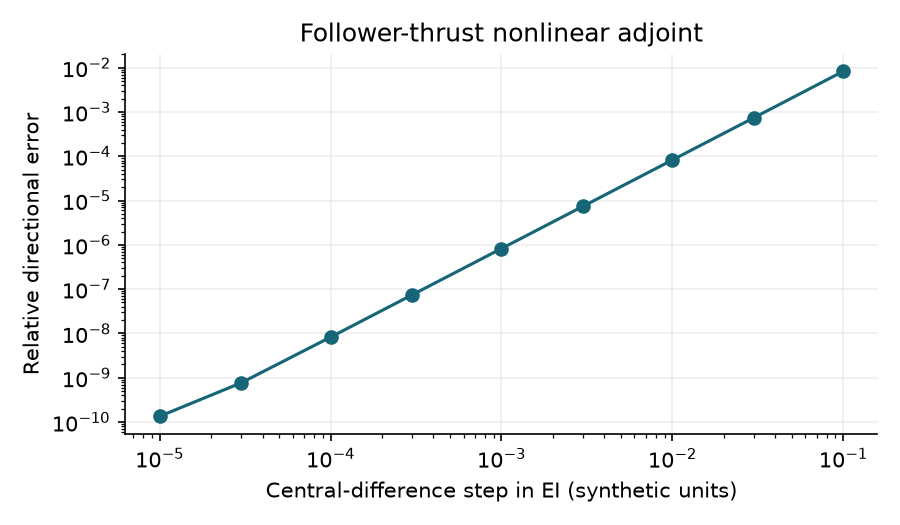 Follower-thrust nonlinear adjoint
Relative directional error
10⁻²
10⁻³
10⁻⁴
10⁻⁵
10⁻⁶
10⁻⁷
10⁻⁸
10⁻⁹
10⁻¹⁰
10⁻⁵ 10⁻⁴ 10⁻³ 10⁻² 10⁻¹
Central-difference step in EI (synthetic units)